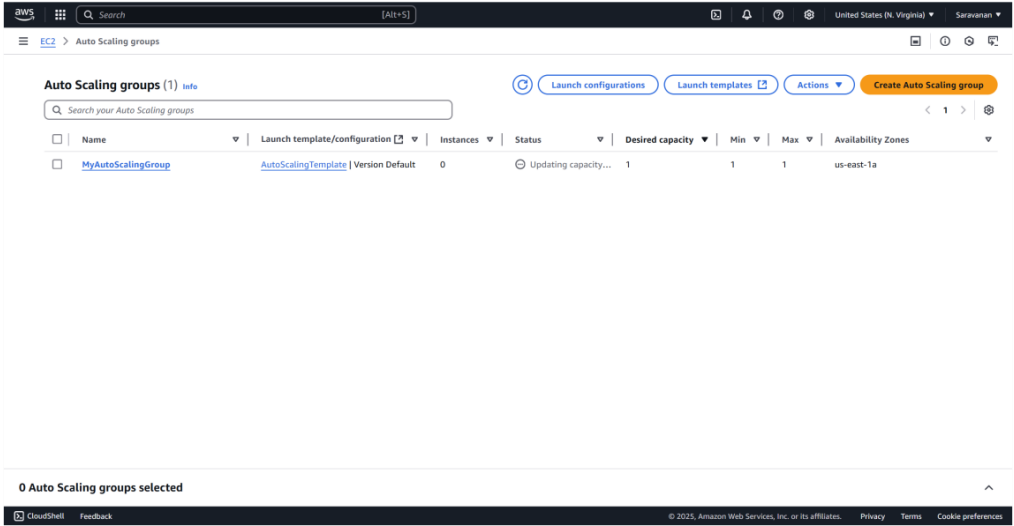 aws Search [Alt+S] United States (N. Virginia) Saravanan
EC2 > Auto Scaling groups
Auto Scaling groups (1) Info Launch configurations Launch templates Actions Create Auto Scaling group
Search your Auto Scaling groups 1
Name Launch template/configuration Instances Status Desired capacity Min Max Availability Zones
MyAutoScalingGroup AutoScalingTemplate | Version Default 0 Updating capacity... 1 1 1 us-east-1a
0 Auto Scaling groups selected
CloudShell Feedback © 2025, Amazon Web Services, Inc. or its affiliates. Privacy Terms Cookie preferences